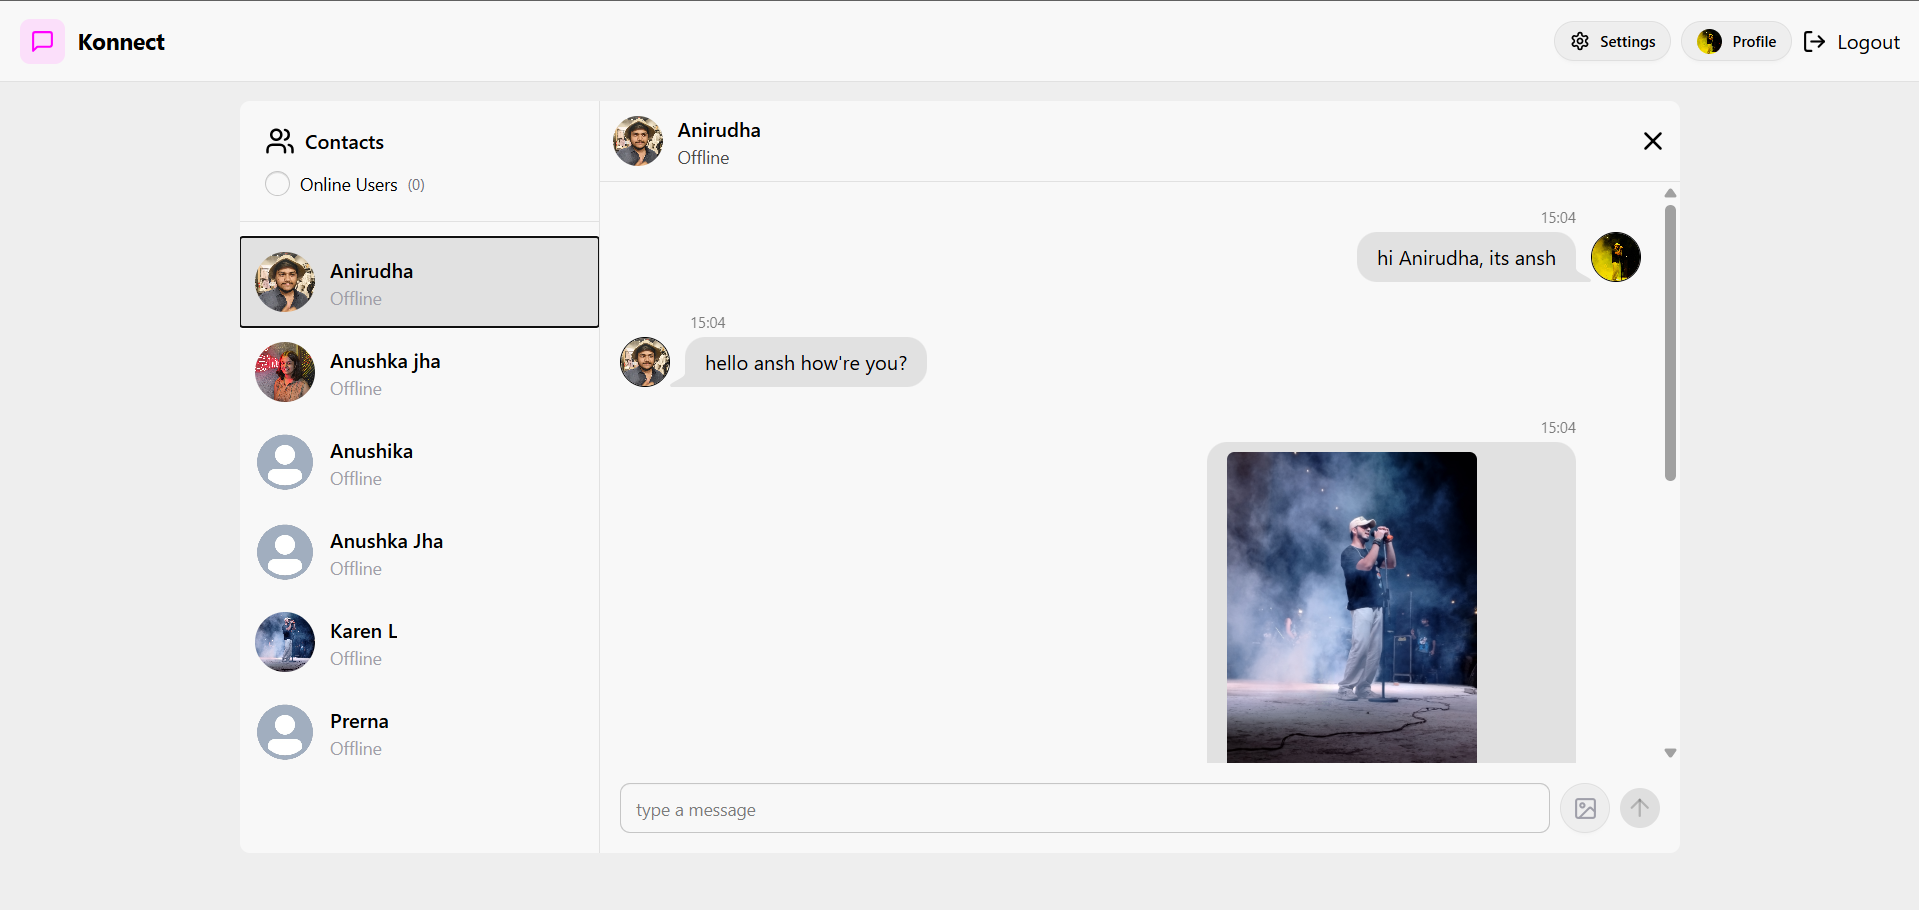 Konnect
Settings
Profile
Logout
Contacts
Online Users (0)
Anirudha
Offline
Anushka jha
Offline
Anushika
Offline
Anushka Jha
Offline
Karen L
Offline
Prerna
Offline
Anirudha
Offline
15:04
hi Anirudha, its ansh
15:04
hello ansh how're you?
15:04
type a message